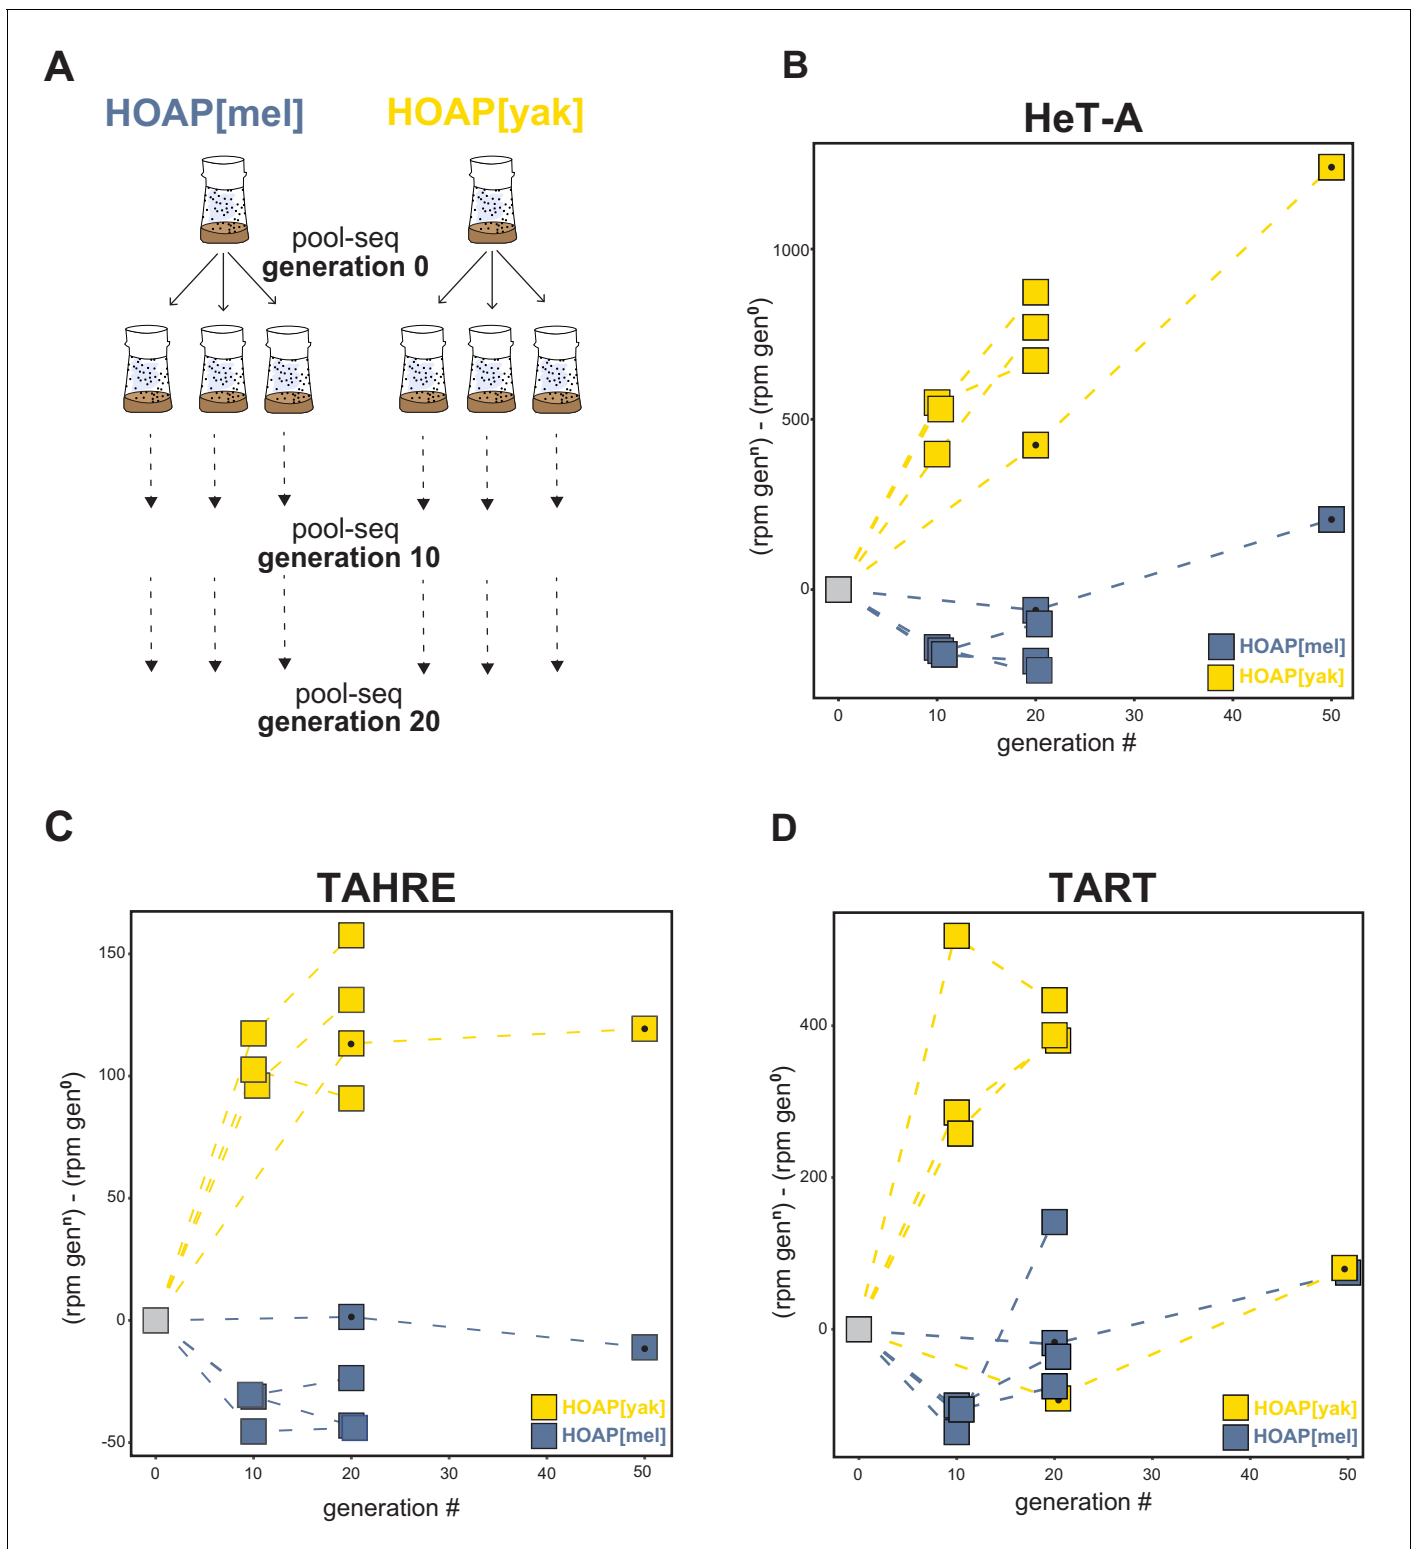 A
HOAP[mel]
HOAP[yak]
pool-seq
generation 0
pool-seq
generation 10
pool-seq
generation 20
B
HeT-A
(rpm genⁿ) - (rpm gen⁰)
1000
500
0
HOAP[mel]
HOAP[yak]
0 10 20 30 40 50
generation #
C
TAHRE
(rpm genⁿ) - (rpm gen⁰)
150
100
50
0
-50
HOAP[yak]
HOAP[mel]
0 10 20 30 40 50
generation #
D
TART
(rpm genⁿ) - (rpm gen⁰)
400
200
0
HOAP[yak]
HOAP[mel]
0 10 20 30 40 50
generation #